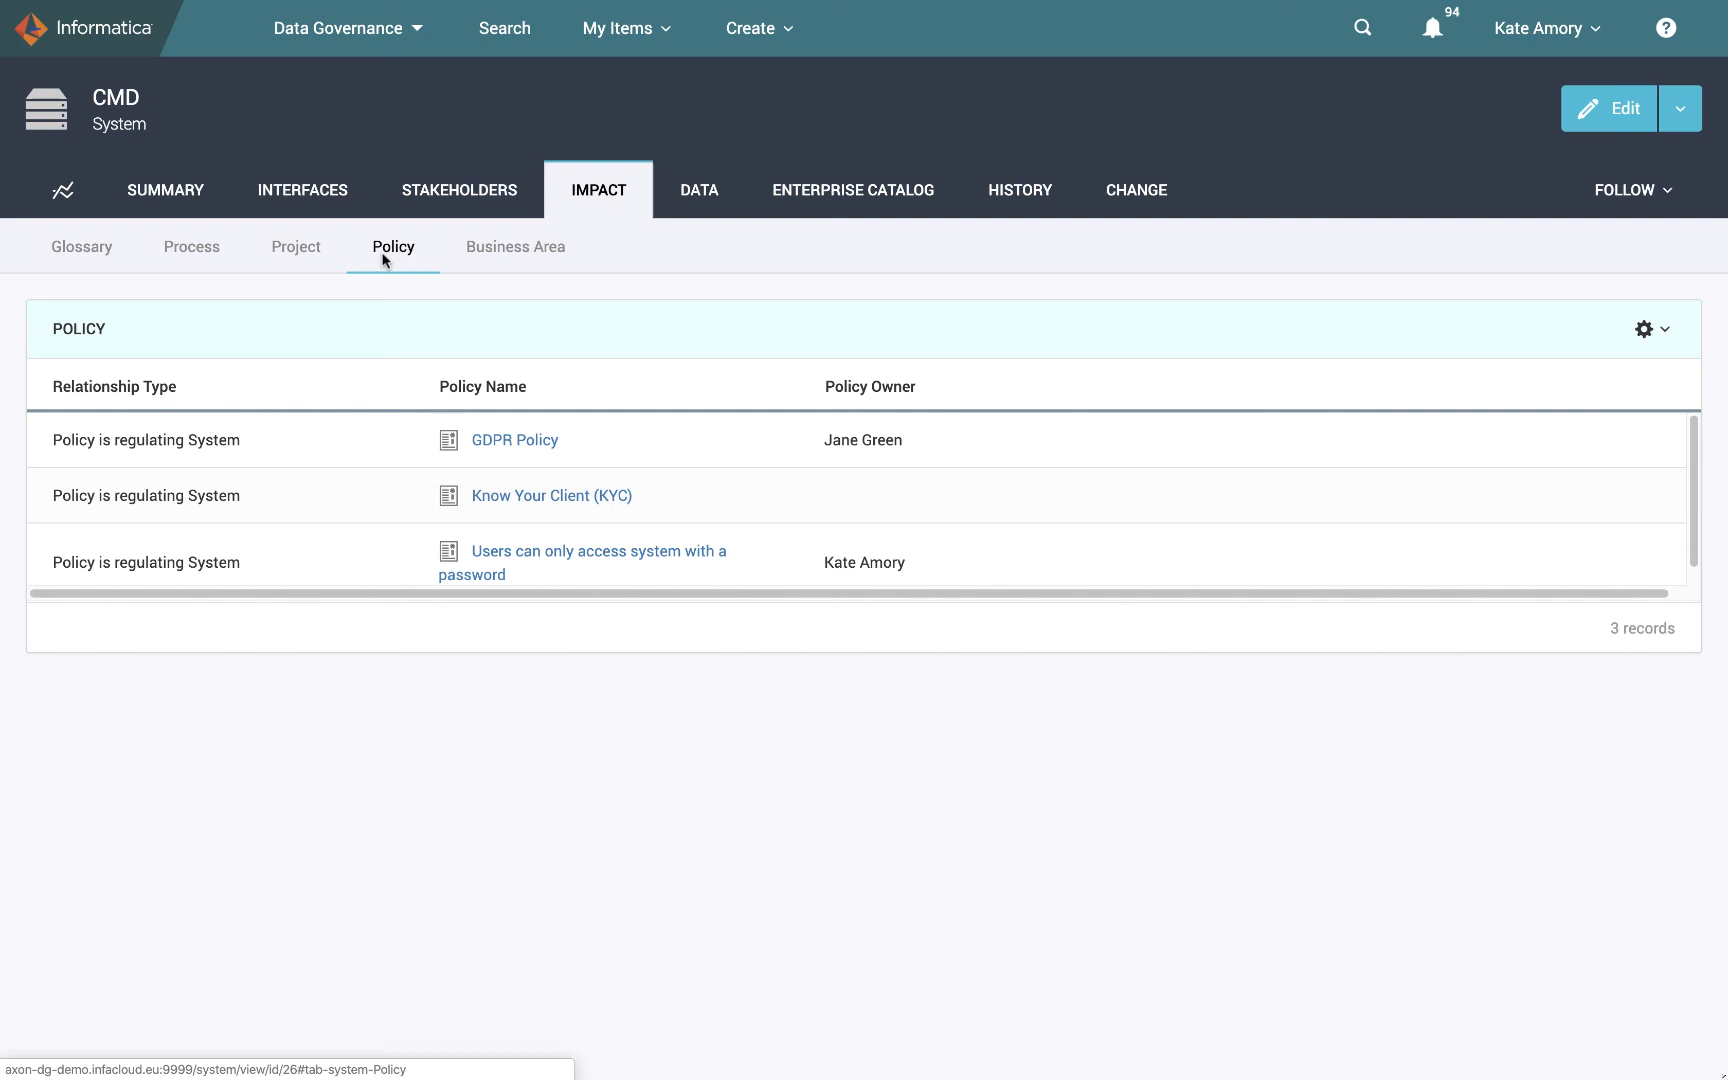 Informatica
Data Governance
Search
My Items
Create
94
Kate Amory
?
CMD
System
Edit
SUMMARY
INTERFACES
STAKEHOLDERS
IMPACT
DATA
ENTERPRISE CATALOG
HISTORY
CHANGE
FOLLOW
Glossary
Process
Project
Policy
Business Area
POLICY
Relationship Type
Policy Name
Policy Owner
Policy is regulating System
GDPR Policy
Jane Green
Policy is regulating System
Know Your Client (KYC)
Policy is regulating System
Users can only access system with a
password
Kate Amory
3 records
axon-dg-demo.infacloud.eu:9999/system/view/id/26#tab-system-Policy